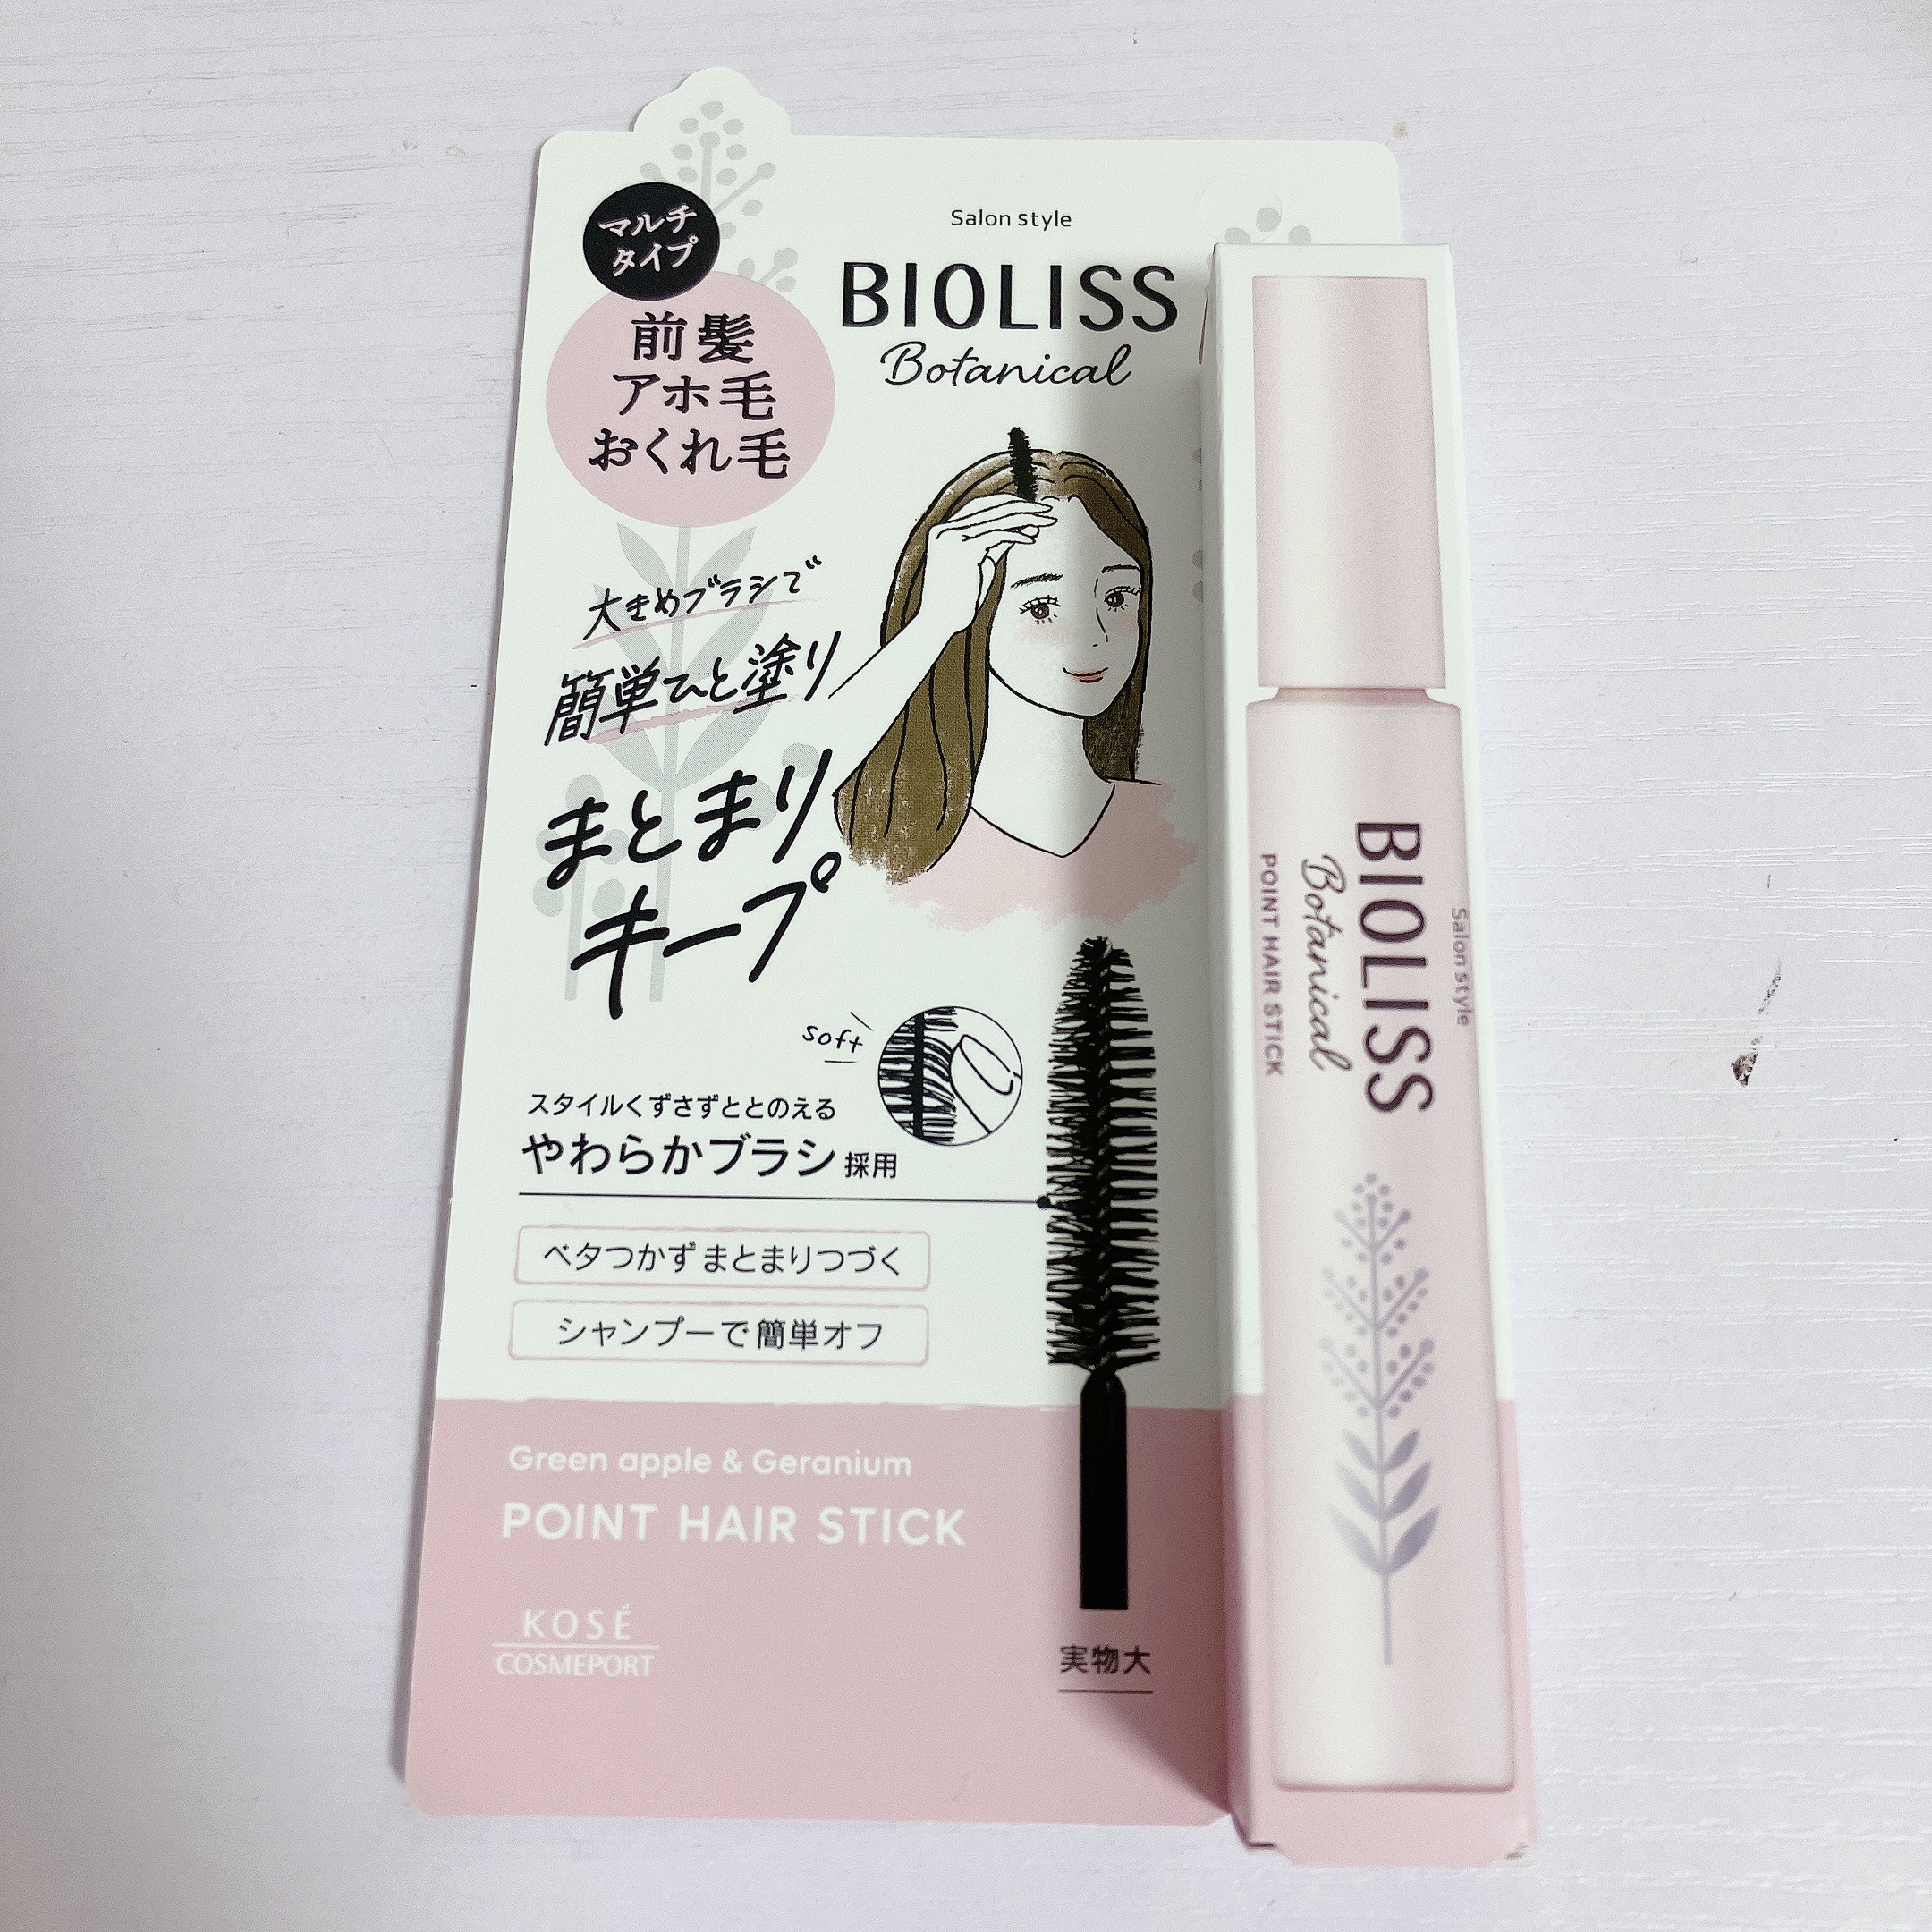 マルチ
タイプ
前髪
アホ毛
おくれ毛
Salon style
BIOLISS
Botanical
大きめブラシで
簡単ひと塗り
まとまり
キープ
soft
スタイルくずさずととのえる
やわらかブラシ採用
ベタつかずまとまりつづく
シャンプーで簡単オフ
Green apple & Geranium
POINT HAIR STICK
KOSÉ
COSMEPORT
実物大
Salon style
BIOLISS
Botanical
POINT HAIR STICK